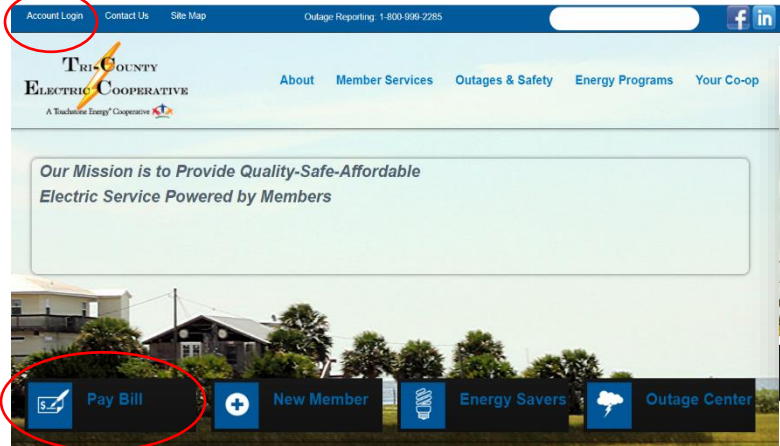 Account Login Contact Us Site Map Outage Reporting: 1-800-999-2285
f in
TRI-COUNTY
ELECTRIC COOPERATIVE
A Touchstone Energy® Cooperative
About Member Services Outages & Safety Energy Programs Your Co-op
Our Mission is to Provide Quality-Safe-Affordable
Electric Service Powered by Members
$ Pay Bill New Member Energy Savers Outage Center